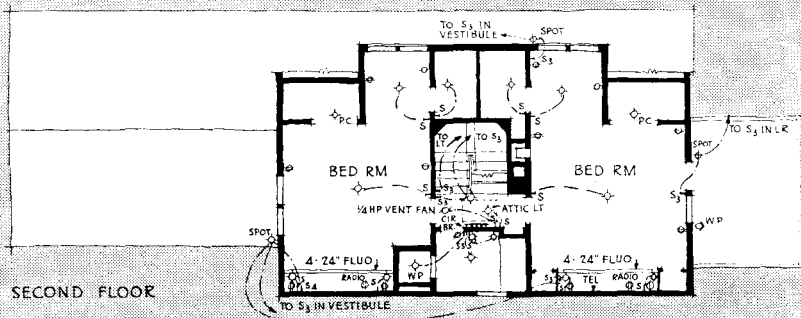 TO S3 IN
VESTIBULE
SPOT
S3
S
S
S
S
PC
TO
LT
TO S3
PC
SPOT
TO S3 IN LR
BED RM
BED RM
S3
S
S
S3
S3
¼ HP VENT FAN
ATTIC LT
WP
CIR
BK
S
SPOT
4 - 24" FLUO
WP
4 - 24" FLUO
S4
RADIO
S
S
TEL
RADIO
S
SECOND FLOOR
TO S3 IN VESTIBULE